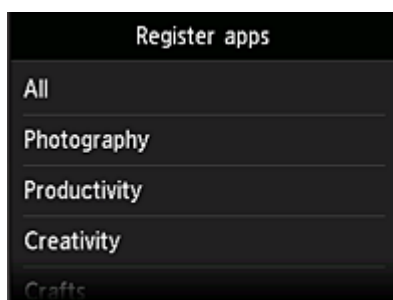 Register apps
All
Photography
Productivity
Creativity
Crafts